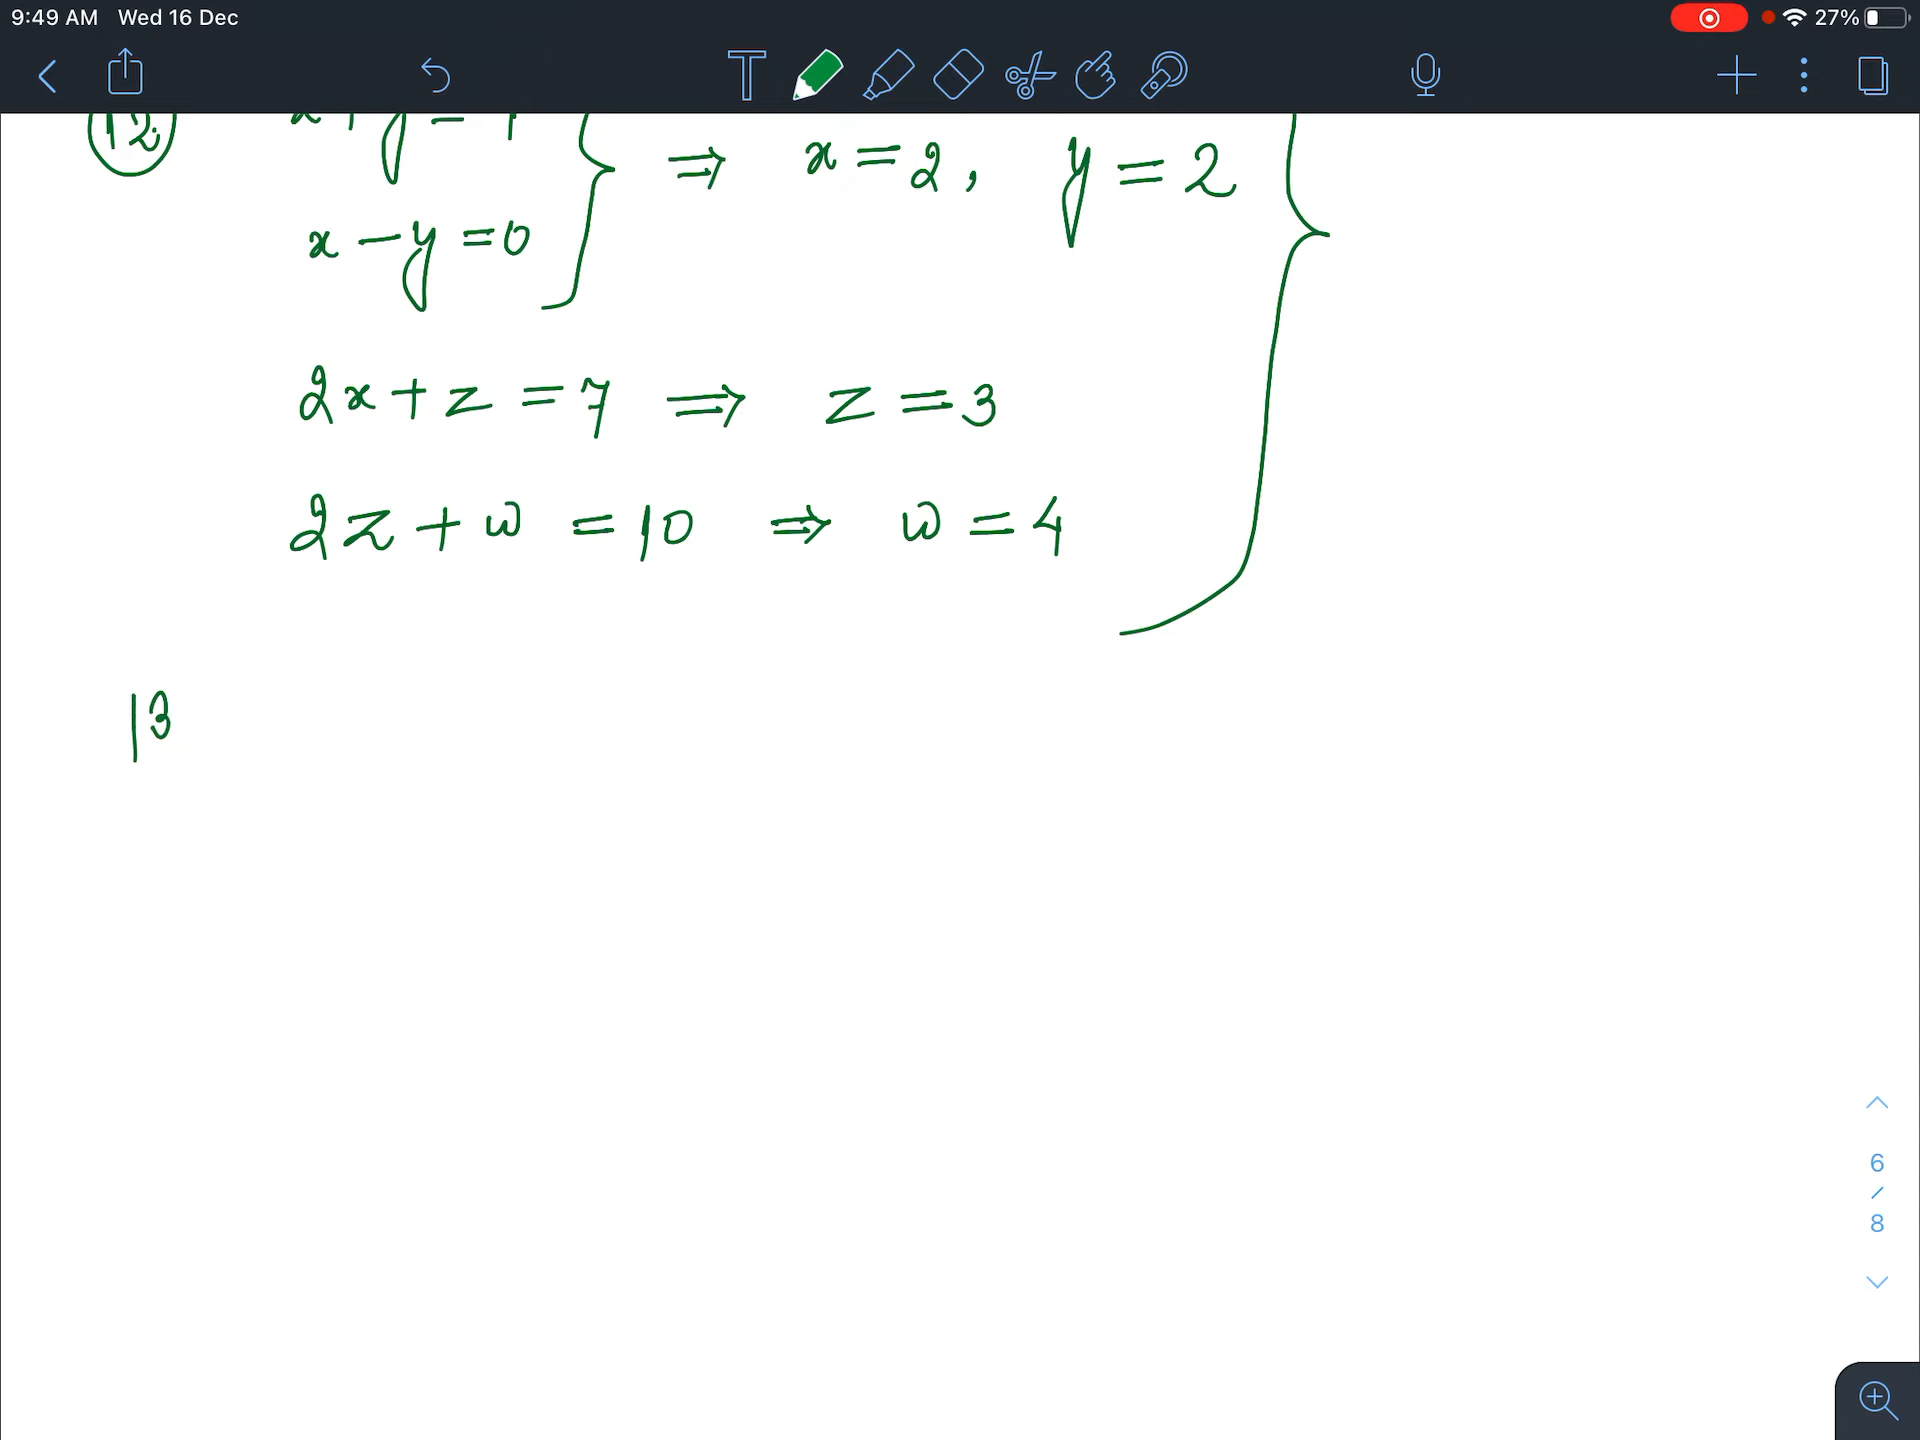 9:49 AM Wed 16 Dec
27%
T
12
⇒ x = 2, y = 2
x - y = 0
2x + z = 7 ⇒ z = 3
2z + w = 10 ⇒ w = 4
13
6
/
8